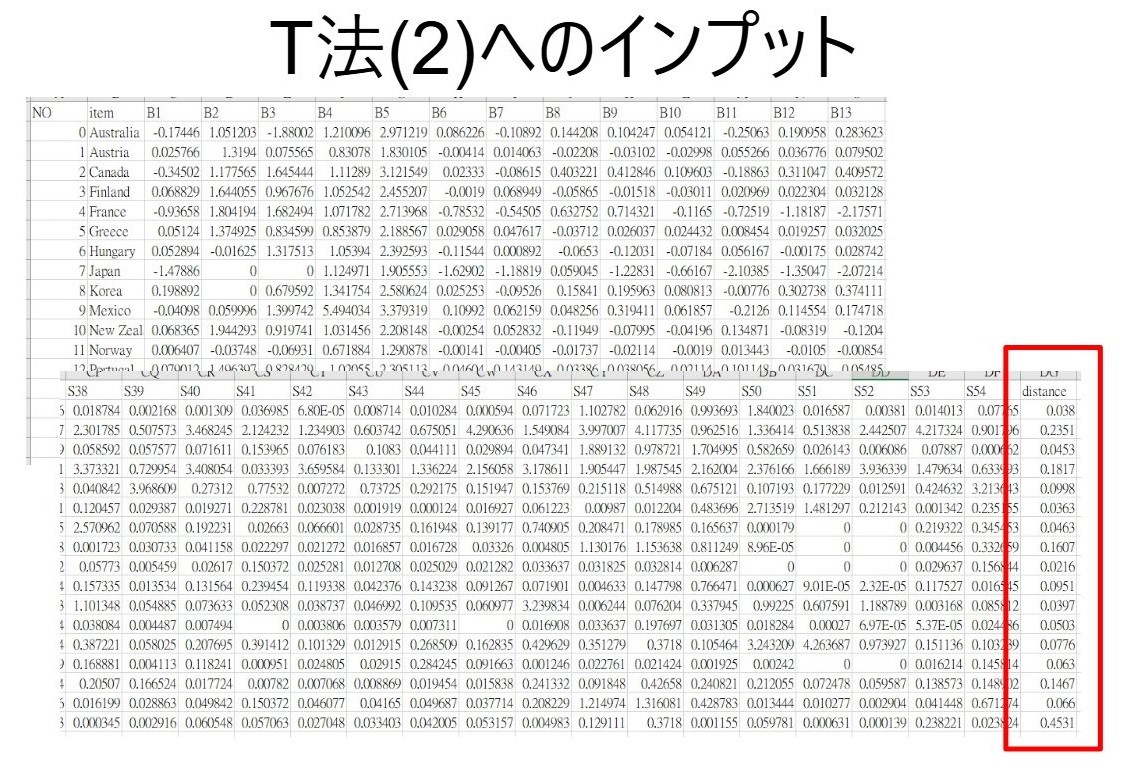 T法(2)へのインプット
NO item B1 B2 B3 B4 B5 B6 B7 B8 B9 B10 B11 B12 B13
0 Australia -0.17446 1.051203 -1.88002 1.210096 2.971219 0.086226 -0.10892 0.144208 0.104247 0.054121 -0.25063 0.190958 0.283623
1 Austria 0.025766 1.3194 0.075565 0.83078 1.830105 -0.00414 0.014063 -0.02208 -0.03102 -0.02998 0.055266 0.036776 0.079502
2 Canada -0.34502 1.177565 1.645444 1.11289 3.121549 0.02333 -0.08615 0.403221 0.412846 0.109603 -0.18863 0.311047 0.409572
3 Finland 0.068829 1.644055 0.967676 1.052542 2.455207 -0.0019 0.068949 -0.05865 -0.01518 -0.03011 0.020969 0.022304 0.032128
4 France -0.93658 1.804194 1.682494 1.071782 2.713968 -0.78532 -0.54505 0.632752 0.714321 -0.1165 -0.72519 -1.18187 -2.17571
5 Greece 0.05124 1.374925 0.834599 0.853879 2.188567 0.029058 0.047617 -0.03712 0.026037 0.024432 0.008454 0.019257 0.032025
6 Hungary 0.052894 -0.01625 1.317513 1.05394 2.392593 -0.11544 0.000892 -0.0653 -0.12031 -0.07184 0.056167 -0.00175 0.028742
7 Japan -1.47886 0 0 1.124971 1.905553 -1.62902 -1.18819 0.059045 -1.22831 -0.66167 -2.10385 -1.35047 -2.07214
8 Korea 0.198892 0 0.679592 1.341754 2.580624 0.025253 -0.09526 0.15841 0.195963 0.080813 -0.00776 0.302738 0.374111
9 Mexico -0.04098 0.059996 1.399742 5.494034 3.379319 0.10992 0.062159 0.048256 0.319411 0.061857 -0.2126 0.114554 0.174718
10 New Zeal 0.068365 1.944293 0.919741 1.031456 2.208148 -0.00254 0.052832 -0.11949 -0.07995 -0.04196 0.134871 -0.08319 -0.1204
11 Norway 0.006407 -0.03748 -0.06931 0.671884 1.290878 -0.00141 -0.00405 -0.01737 -0.02114 -0.0019 0.013443 -0.0105 -0.00854
S38 S39 S40 S41 S42 S43 S44 S45 S46 S47 S48 S49 S50 S51 S52 S53 S54 distance
6 0.018784 0.002168 0.001309 0.036985 6.80E-05 0.008714 0.010284 0.000594 0.071723 1.102782 0.062916 0.993693 1.840023 0.016587 0.00381 0.014013 0.07765 0.038
7 2.301785 0.507573 3.468245 2.124232 1.234903 0.603742 0.675051 4.290636 1.549084 3.997007 4.117735 0.962516 1.336414 0.513838 2.442507 4.217324 0.901796 0.2351
0.058592 0.057577 0.071611 0.153965 0.076183 0.1083 0.044111 0.029894 0.047341 1.889132 0.978721 1.704995 0.582659 0.026143 0.006086 0.07887 0.000662 0.0453
1 3.373321 0.729954 3.408054 0.033393 3.659584 0.133301 1.336224 2.156058 3.178611 1.905447 1.987545 2.162004 2.376166 1.666189 3.936339 1.479634 0.633993 0.1817
0.040842 3.968609 0.27312 0.77532 0.007272 0.73725 0.292175 0.151947 0.153769 0.215118 0.514988 0.675121 0.107193 0.177229 0.012591 0.424632 3.213643 0.0998
1 0.120457 0.029387 0.019271 0.228781 0.023038 0.001919 0.000124 0.016927 0.061223 0.00987 0.012204 0.483696 2.713519 1.481297 0.212143 0.001342 0.235155 0.0363
5 2.570962 0.070588 0.192231 0.02663 0.066601 0.028735 0.161948 0.139177 0.740905 0.208471 0.178985 0.165637 0.000179 0 0 0.219322 0.345453 0.0463
0.001723 0.030733 0.041158 0.022297 0.021272 0.016857 0.016728 0.03326 0.004805 1.130176 1.153638 0.811249 8.96E-05 0 0 0.004456 0.332659 0.1607
0.05773 0.005459 0.02617 0.150372 0.025281 0.012708 0.025029 0.021282 0.033637 0.031825 0.032814 0.006287 0 0 0 0.029637 0.156844 0.0216
4 0.157335 0.013534 0.131564 0.239454 0.119338 0.042376 0.143238 0.091267 0.071901 0.004633 0.147798 0.766471 0.000627 9.01E-05 2.32E-05 0.117527 0.016545 0.0951
1.101348 0.054885 0.073633 0.052308 0.038737 0.046992 0.109535 0.060977 3.239834 0.006244 0.076204 0.337945 0.99225 0.607591 1.188789 0.003168 0.085812 0.0397
4 0.038084 0.004487 0.007494 0 0.003806 0.003579 0.007311 0 0.016908 0.033637 0.197697 0.031305 0.018284 0.00027 6.97E-05 5.37E-05 0.024486 0.0503
4 0.387221 0.058025 0.207695 0.391412 0.101329 0.012915 0.268509 0.162835 0.429629 0.351279 0.3718 0.105464 3.243209 4.263687 0.973927 0.151136 0.103239 0.0776
0.168881 0.004113 0.118241 0.000951 0.024805 0.02915 0.284245 0.091663 0.001246 0.022761 0.021424 0.001925 0.00242 0 0 0.016214 0.145814 0.063
4 0.20507 0.166524 0.017724 0.00782 0.007068 0.008869 0.019454 0.015838 0.241332 0.091848 0.42658 0.240821 0.212055 0.072478 0.059587 0.138573 0.148902 0.1467
0.016199 0.028863 0.049842 0.150372 0.046077 0.04165 0.049687 0.037714 0.208229 1.214974 1.316081 0.428783 0.013444 0.010277 0.002904 0.041448 0.671274 0.066
0.000345 0.002916 0.060548 0.057063 0.027048 0.033403 0.042005 0.053157 0.004983 0.129111 0.3718 0.001155 0.059781 0.000631 0.000139 0.238221 0.023824 0.4531